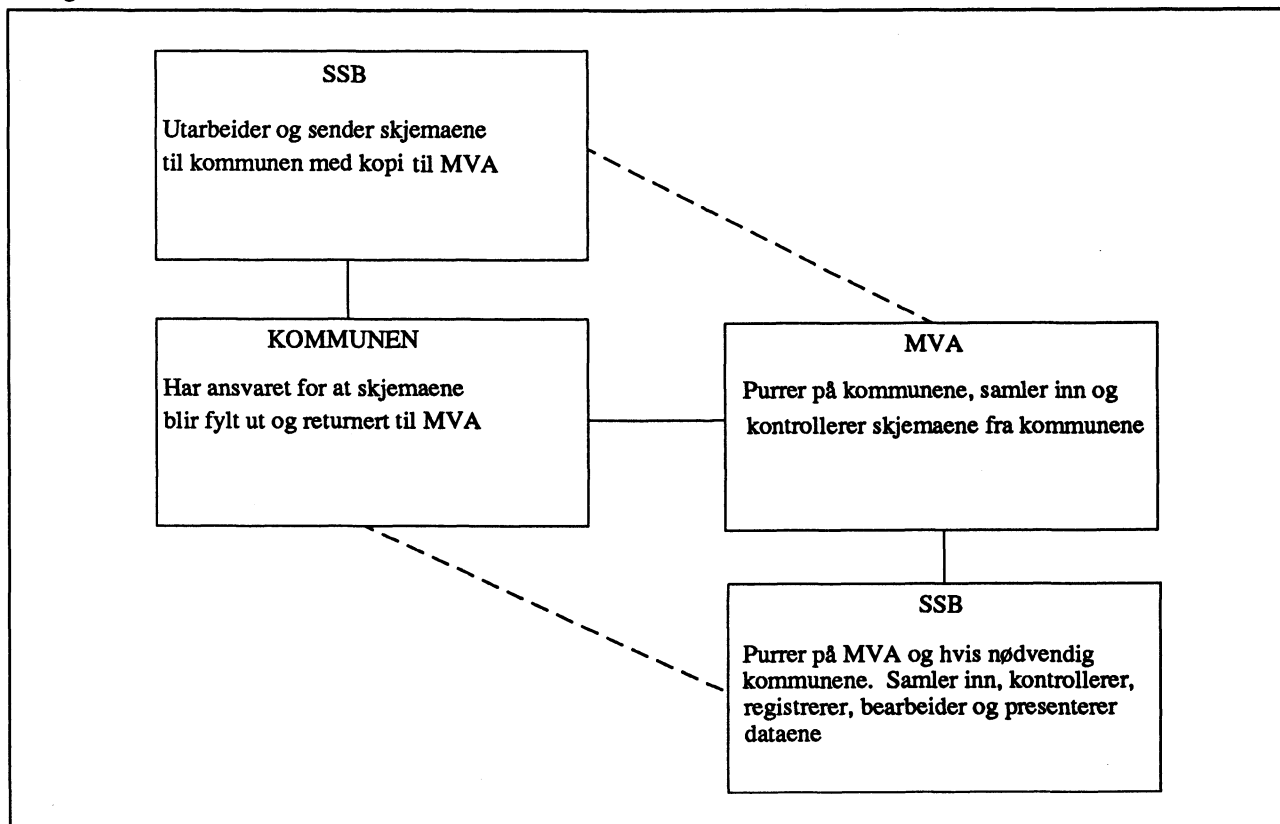 SSB
Utarbeider og sender skjemaene
til kommunen med kopi til MVA
KOMMUNEN
Har ansvaret for at skjemaene
blir fylt ut og returnert til MVA
MVA
Purrer på kommunene, samler inn og
kontrollerer skjemaene fra kommunene
SSB
Purrer på MVA og hvis nødvendig
kommunene. Samler inn, kontrollerer,
registrerer, bearbeider og presenterer
dataene